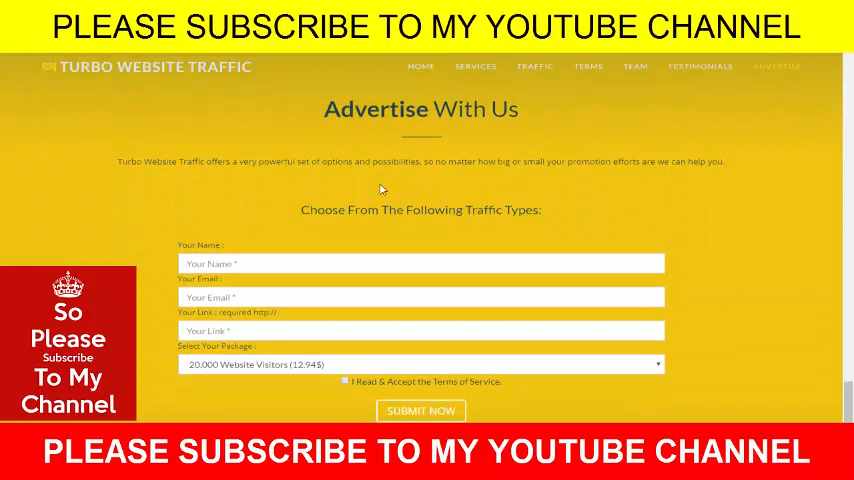 PLEASE SUBSCRIBE TO MY YOUTUBE CHANNEL
TURBO WEBSITE TRAFFIC
HOME SERVICES TRAFFIC TERMS TEAM TESTIMONIALS ADVERTISE
Advertise With Us
Turbo Website Traffic offers a very powerful set of options and possibilities, so no matter how big or small your promotion efforts are we can help you.
Choose From The Following Traffic Types:
Your Name :
Your Name *
Your Email :
Your Email *
Your Link : required http://
Your Link *
Select Your Package :
20,000 Website Visitors (12.94$)
I Read & Accept the Terms of Service.
SUBMIT NOW
So
Please
Subscribe
To My
Channel
PLEASE SUBSCRIBE TO MY YOUTUBE CHANNEL